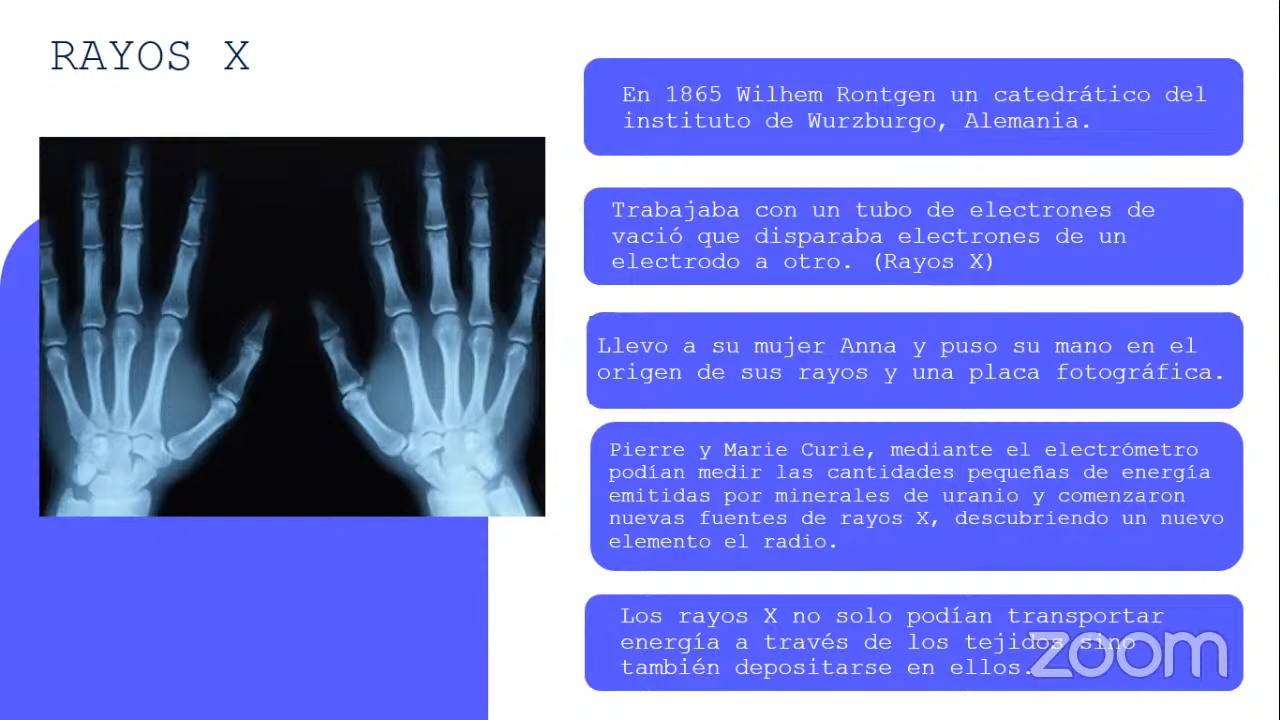 RAYOS X
En 1865 Wilhem Rontgen un catedrático del
instituto de Wurzburgo, Alemania.
Trabajaba con un tubo de electrones de
vació que disparaba electrones de un
electrodo a otro. (Rayos X)
Llevo a su mujer Anna y puso su mano en el
origen de sus rayos y una placa fotográfica.
Pierre y Marie Curie, mediante el electrómetro
podían medir las cantidades pequeñas de energía
emitidas por minerales de uranio y comenzaron
nuevas fuentes de rayos X, descubriendo un nuevo
elemento el radio.
Los rayos X no solo podían transportar
energía a través de los tejidos sino
también depositarse en ellos.
zoom